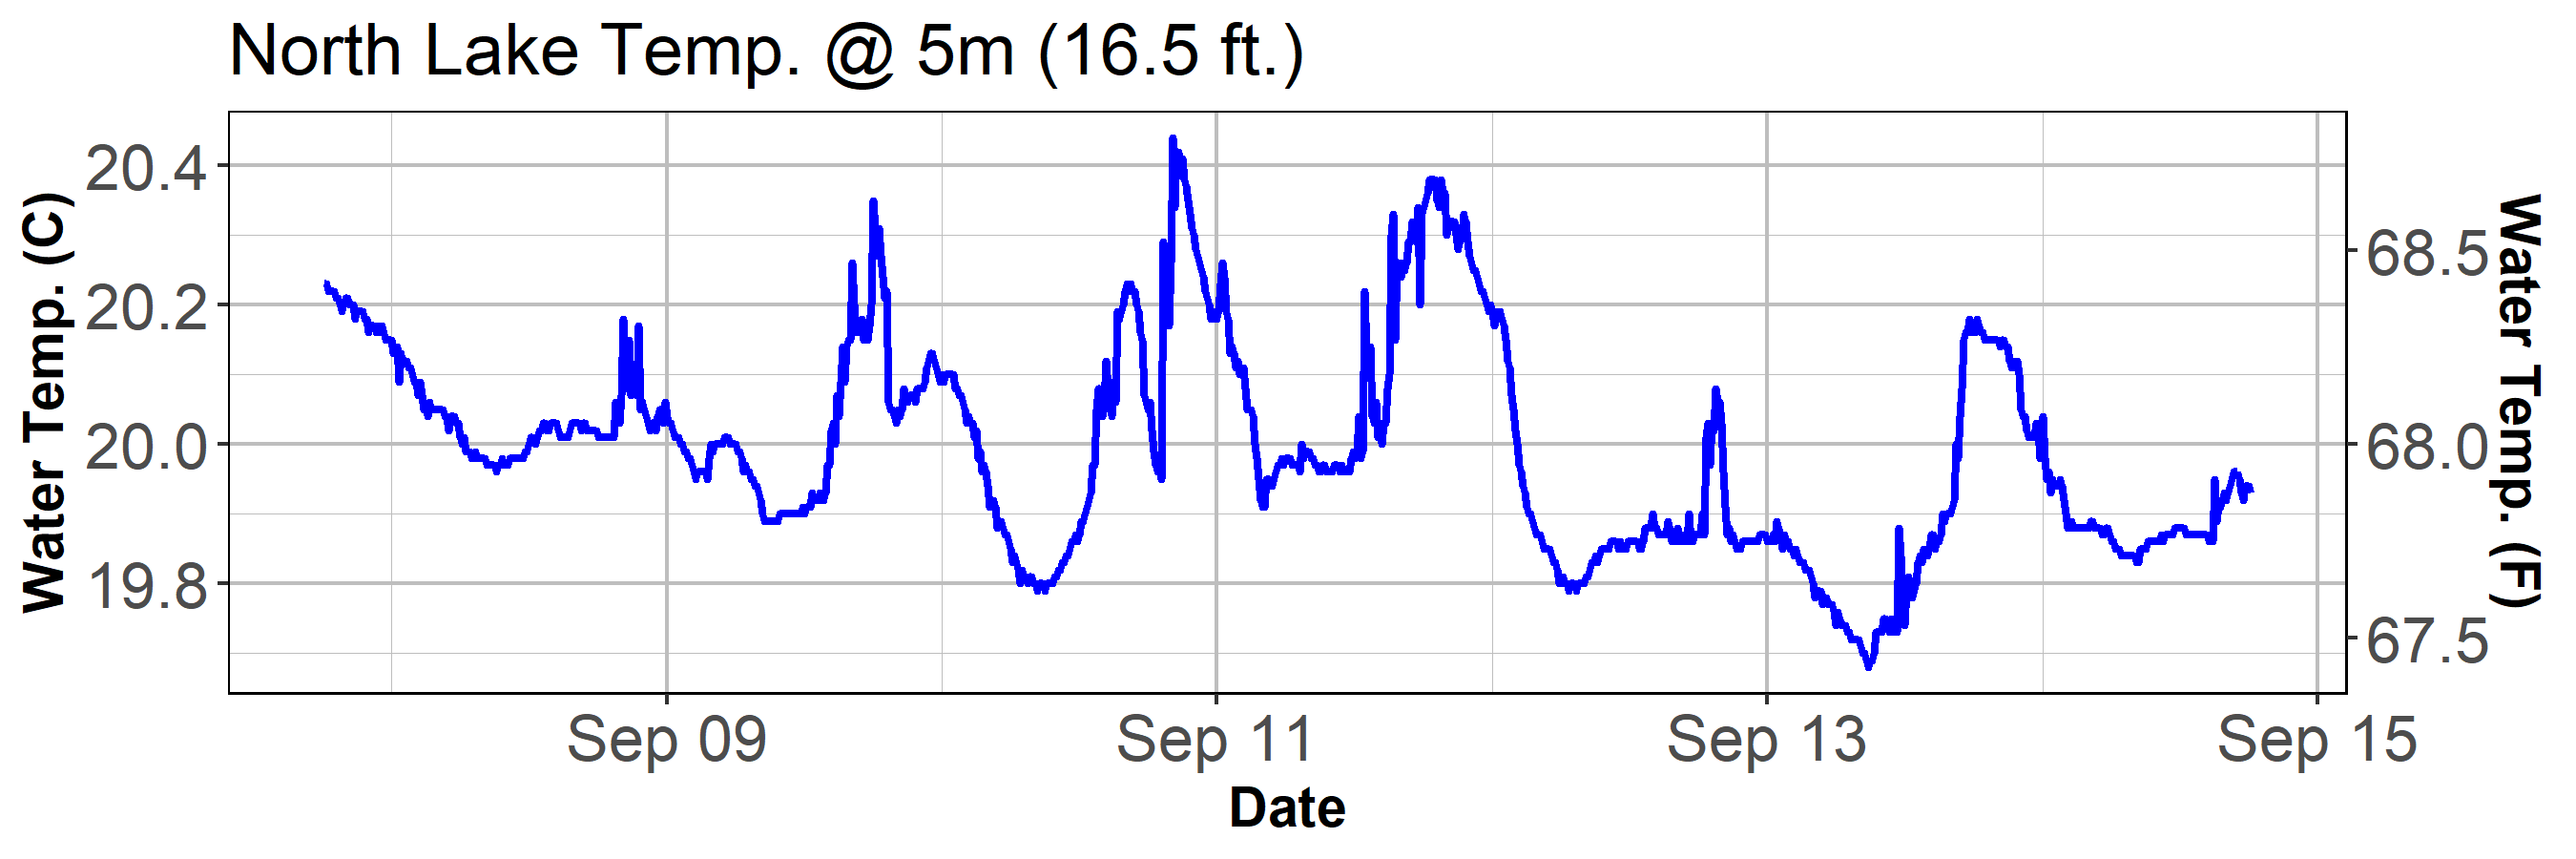 North Lake Temp. @ 5m (16.5 ft.)
Water Temp. (C)
20.4
20.2
20.0
19.8
68.5
68.0
67.5
Water Temp. (F)
Sep 09
Sep 11
Sep 13
Sep 15
Date